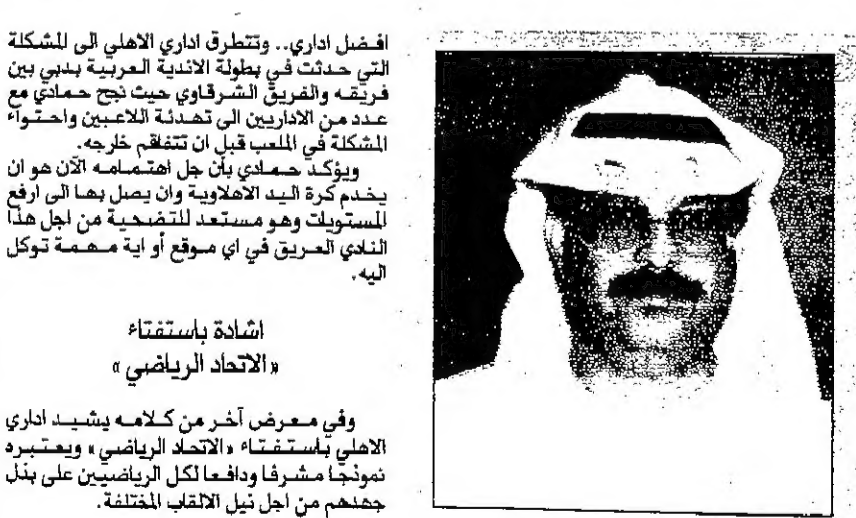 افضل اداري.. وتتطرق اداري الاهلي الى المشكلة
التي حدثت في بطولة الاندية العربية بدبي بين
فريقه والفريق الشرقاوي حيث نجح حمادي مع
عدد من الاداريين الى تهدئة اللاعبين واحتواء
المشكلة في الملعب قبل ان تتفاقم خارجه.
ويؤكد حمادي بأن جل اهتمامه الآن هو ان
يخدم كرة اليد الاهلاوية وان يصل بها الى ارفع
المستويات وهو مستعد للتضحية من اجل هذا
النادي العريق في اي موقع أو اية مهمة توكل
اليه.
اشادة باستفتاء
«الاتحاد الرياضي»
وفي معرض آخر من كلامه يشيد اداري
الاهلي باستفتاء «الاتحاد الرياضي» ويعتبره
نموذجا مشرفا ودافعا لكل الرياضيين على بذل
جهدهم من اجل نيل الالقاب المختلفة.